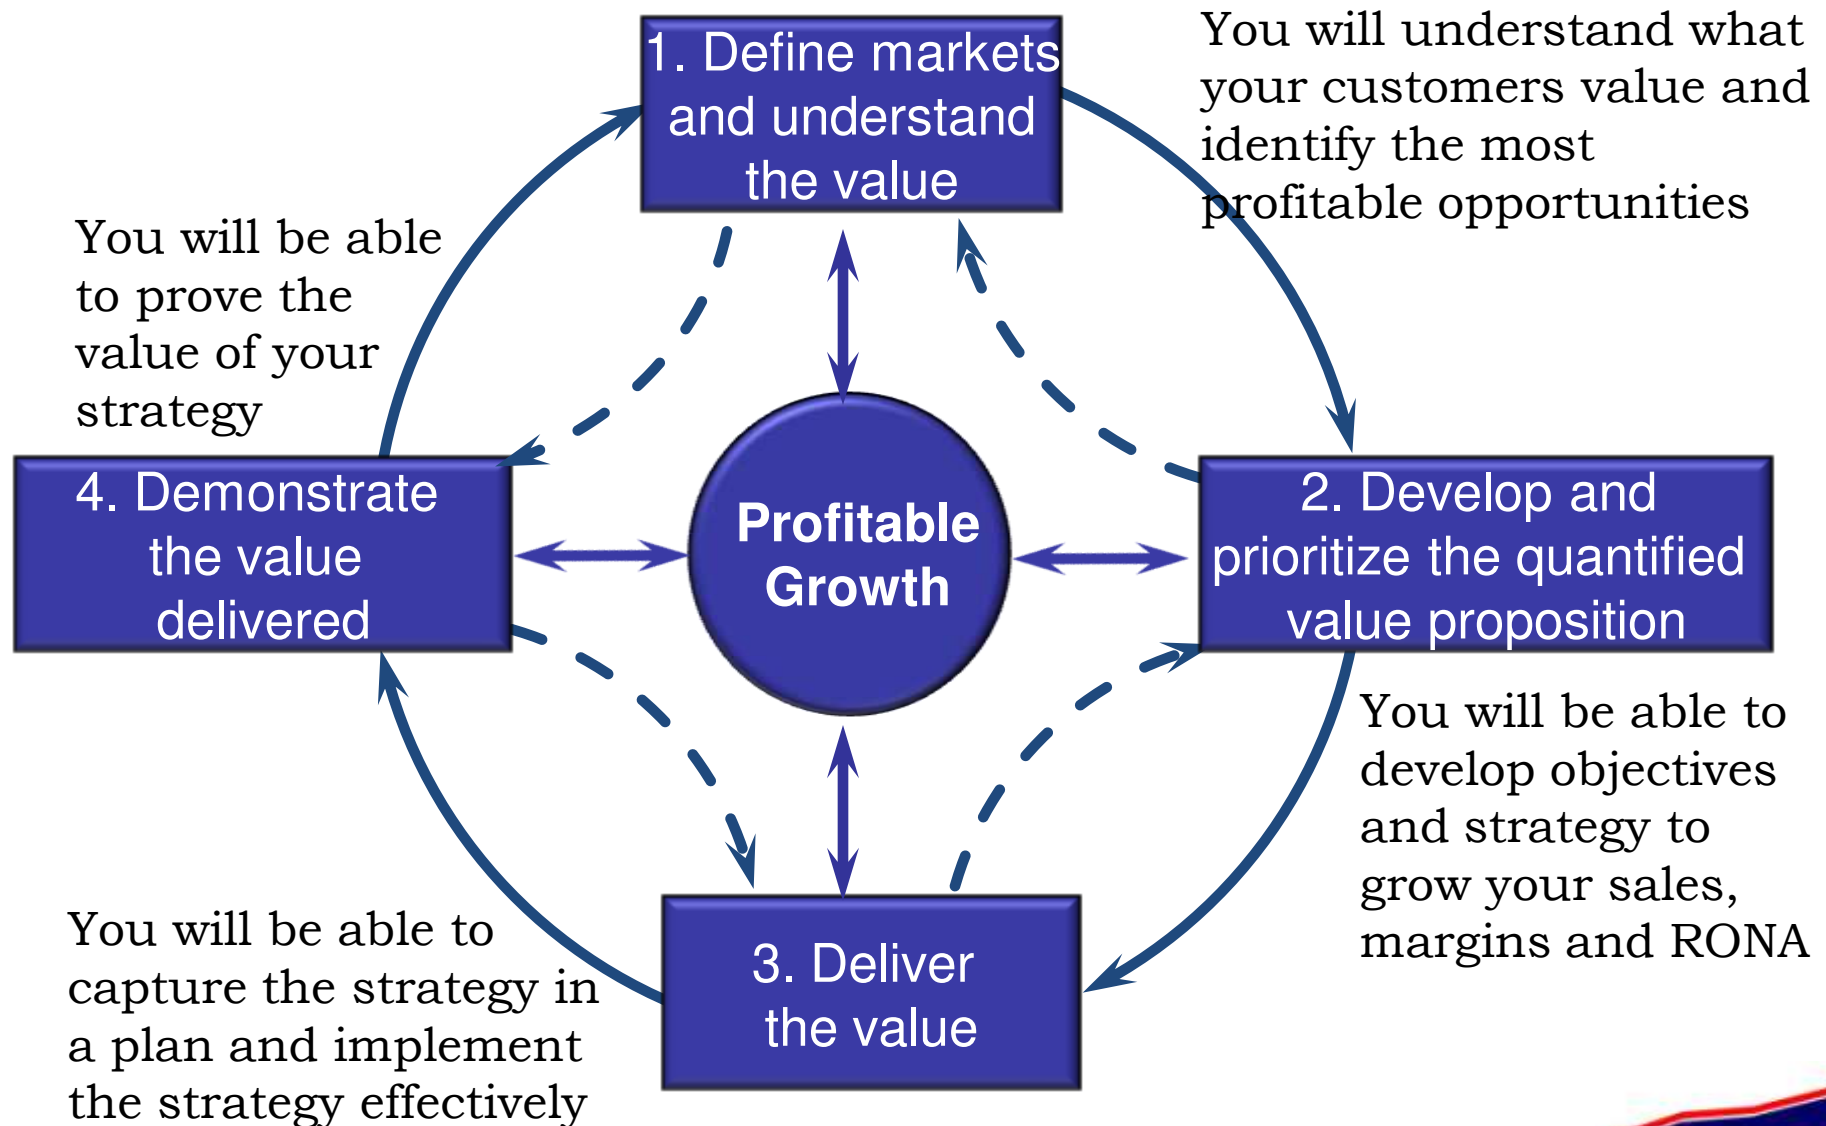 1. Define markets
and understand
the value
You will understand what
your customers value and
identify the most
profitable opportunities
You will be able
to prove the
value of your
strategy
4. Demonstrate
the value
delivered
Profitable
Growth
2. Develop and
prioritize the quantified
value proposition
You will be able to
develop objectives
and strategy to
grow your sales,
margins and RONA
3. Deliver
the value
You will be able to
capture the strategy in
a plan and implement
the strategy effectively